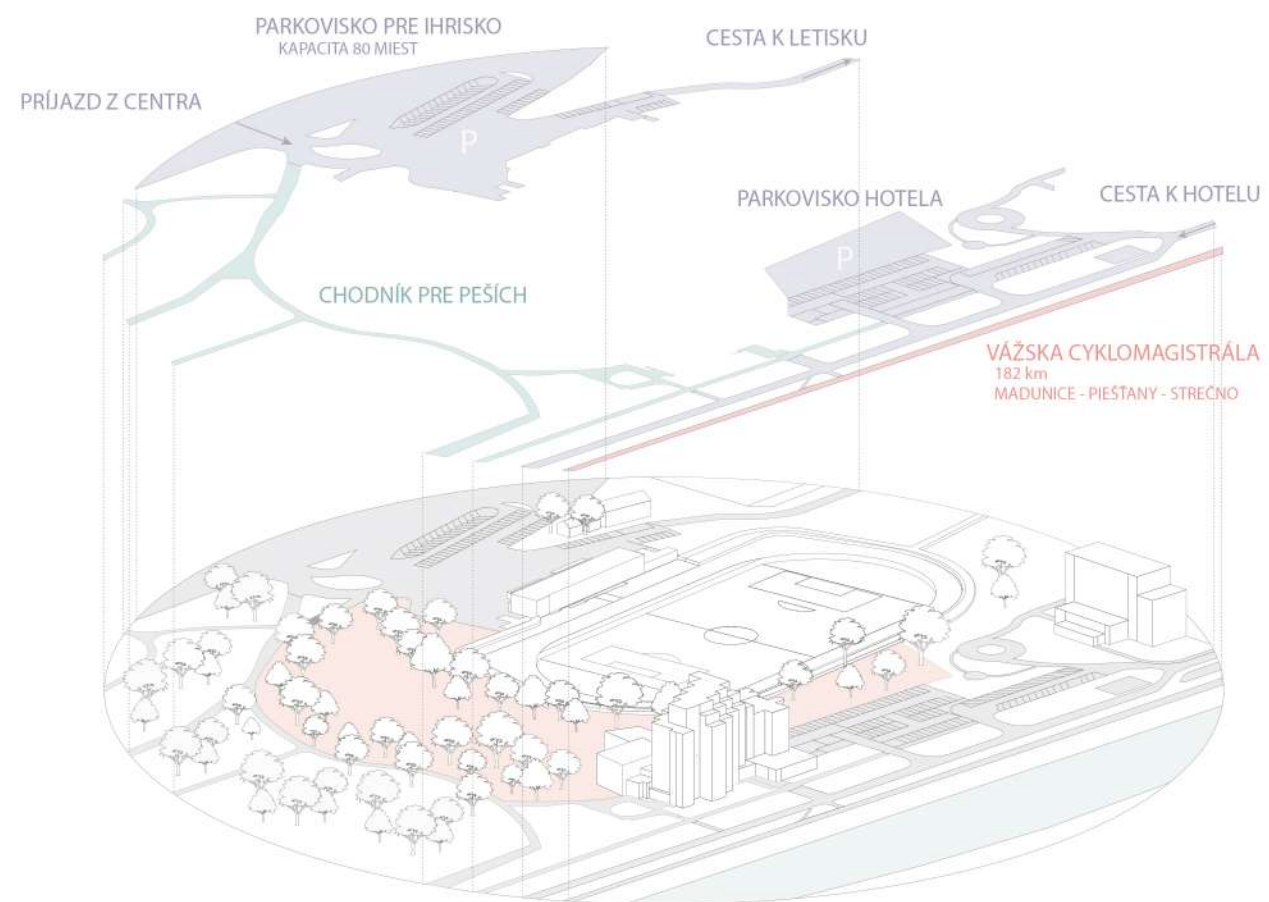 PARKOVISKO PRE IHRISKO
KAPACITA 80 MIEST
CESTA K LETISKU
PRÍJAZD Z CENTRA
P
PARKOVISKO HOTELA
CESTA K HOTELU
P
CHODNÍK PRE PEŠÍCH
VÁŽSKA CYKLOMAGISTRÁLA
182 km
MADUNICE - PIEŠŤANY - STREČNO